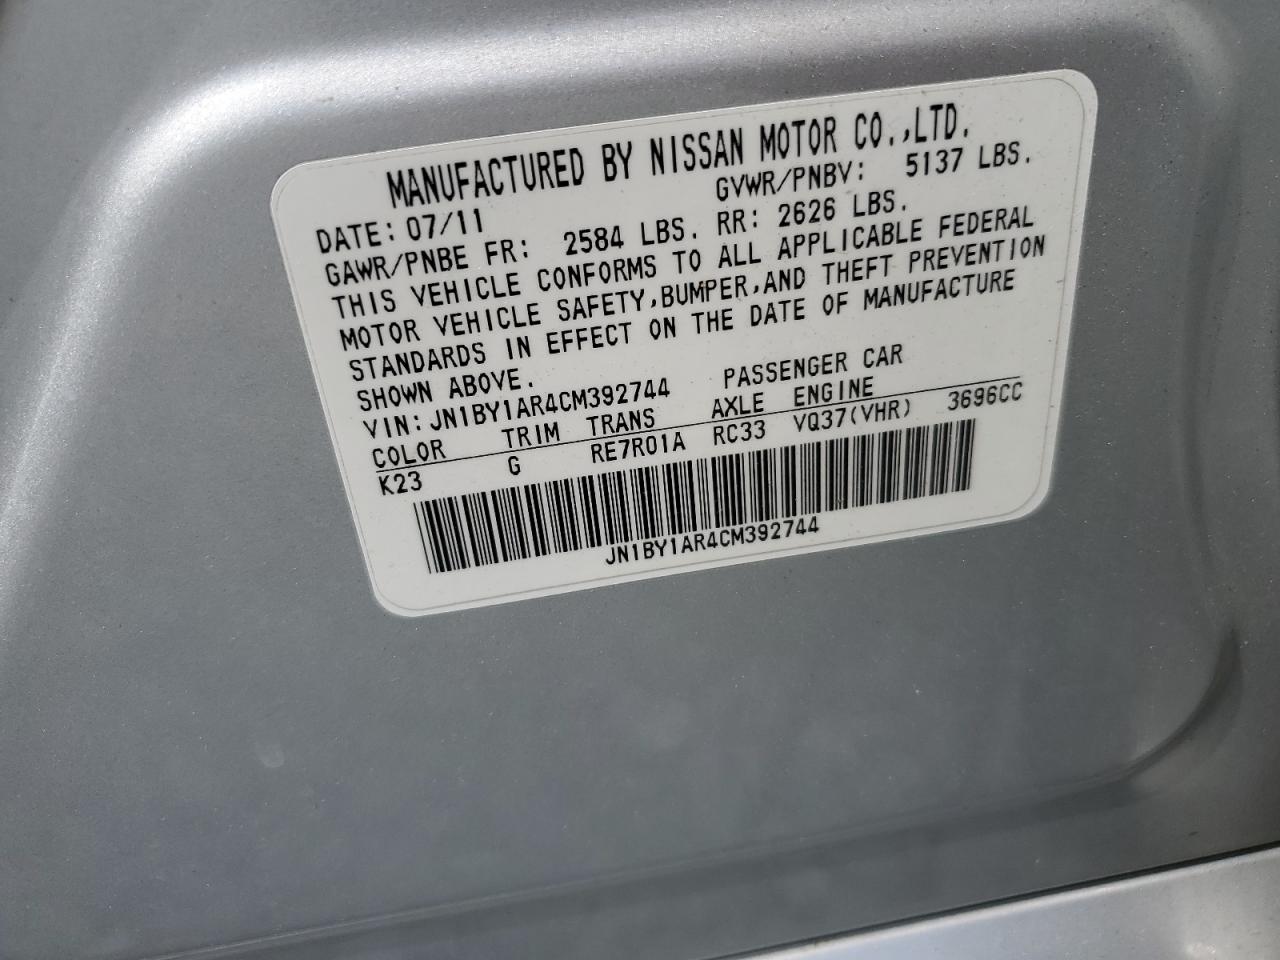 MANUFACTURED BY NISSAN MOTOR CO.,LTD.
DATE: 07/11 GVWR/PNBV: 5137 LBS.
GAWR/PNBE FR: 2584 LBS. RR: 2626 LBS.
THIS VEHICLE CONFORMS TO ALL APPLICABLE FEDERAL
MOTOR VEHICLE SAFETY,BUMPER,AND THEFT PREVENTION
STANDARDS IN EFFECT ON THE DATE OF MANUFACTURE
SHOWN ABOVE.
VIN: JN1BY1AR4CM392744 PASSENGER CAR
COLOR TRIM TRANS AXLE ENGINE
K23 G RE7R01A RC33 VQ37(VHR) 3696CC
JN1BY1AR4CM392744